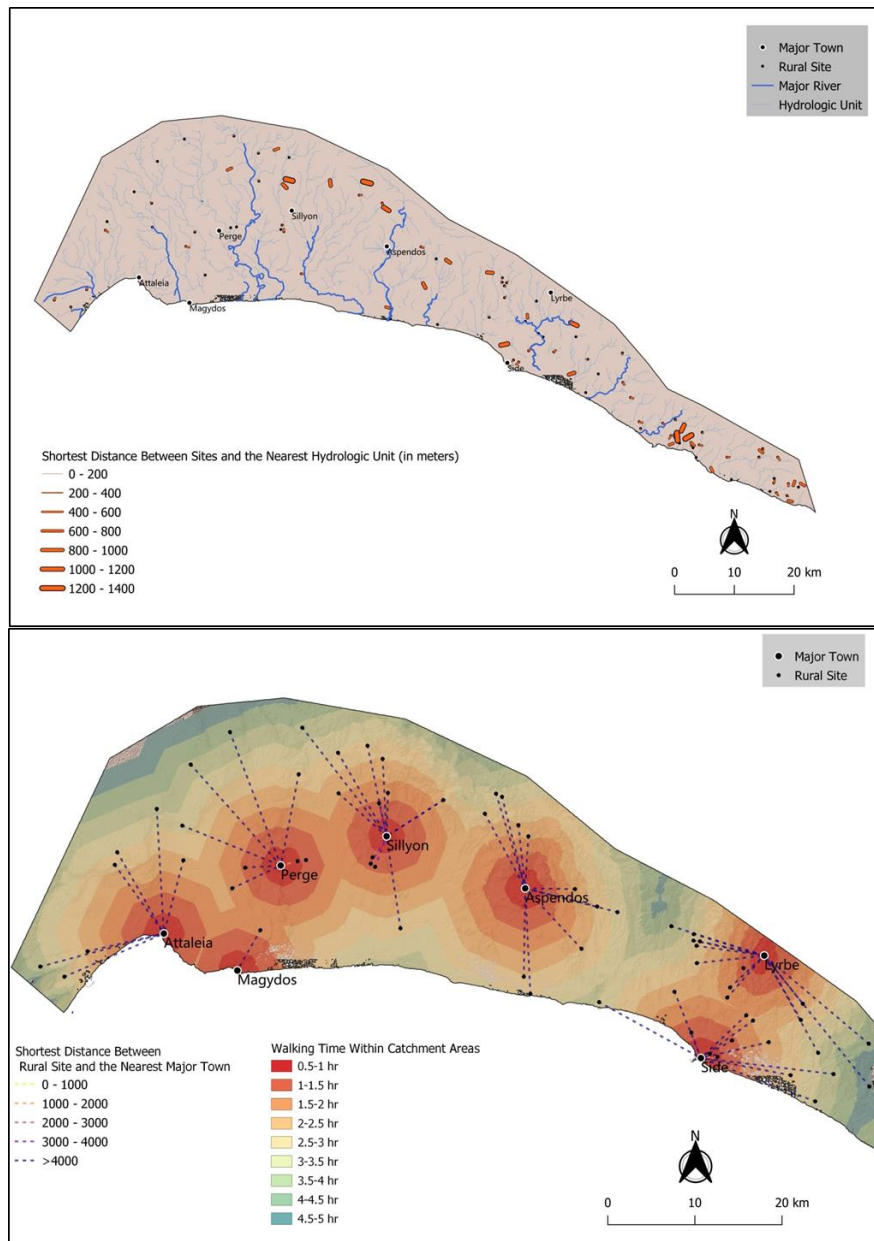 Major Town
Rural Site
Major River
Hydrologic Unit
Sillyon
Perge
Aspendos
Attaleia
Lyrbe
Magydos
Side
Shortest Distance Between Sites and the Nearest Hydrologic Unit (in meters)
0 - 200
200 - 400
400 - 600
600 - 800
800 - 1000
1000 - 1200
1200 - 1400
N
0 10 20 km
Major Town
Rural Site
Sillyon
Perge
Aspendos
Attaleia
Lyrbe
Magydos
Side
Shortest Distance Between
Rural Site and the Nearest Major Town
0 - 1000
1000 - 2000
2000 - 3000
3000 - 4000
>4000
Walking Time Within Catchment Areas
0.5-1 hr
1-1.5 hr
1.5-2 hr
2-2.5 hr
2.5-3 hr
3-3.5 hr
3.5-4 hr
4-4.5 hr
4.5-5 hr
N
0 10 20 km